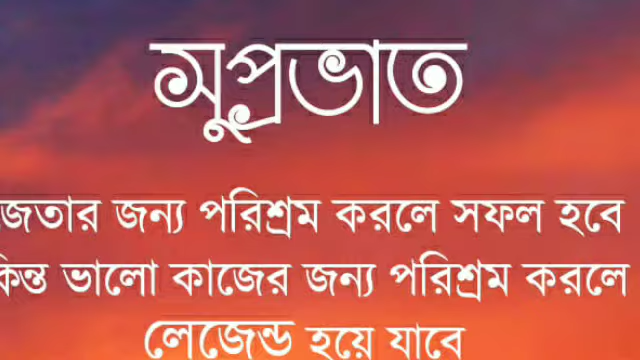 সুপ্রভাত
জেতার জন্য পরিশ্রম করলে সফল হবে
কিন্ত ভালো কাজের জন্য পরিশ্রম করলে
লেজেন্ড হয়ে যাবে